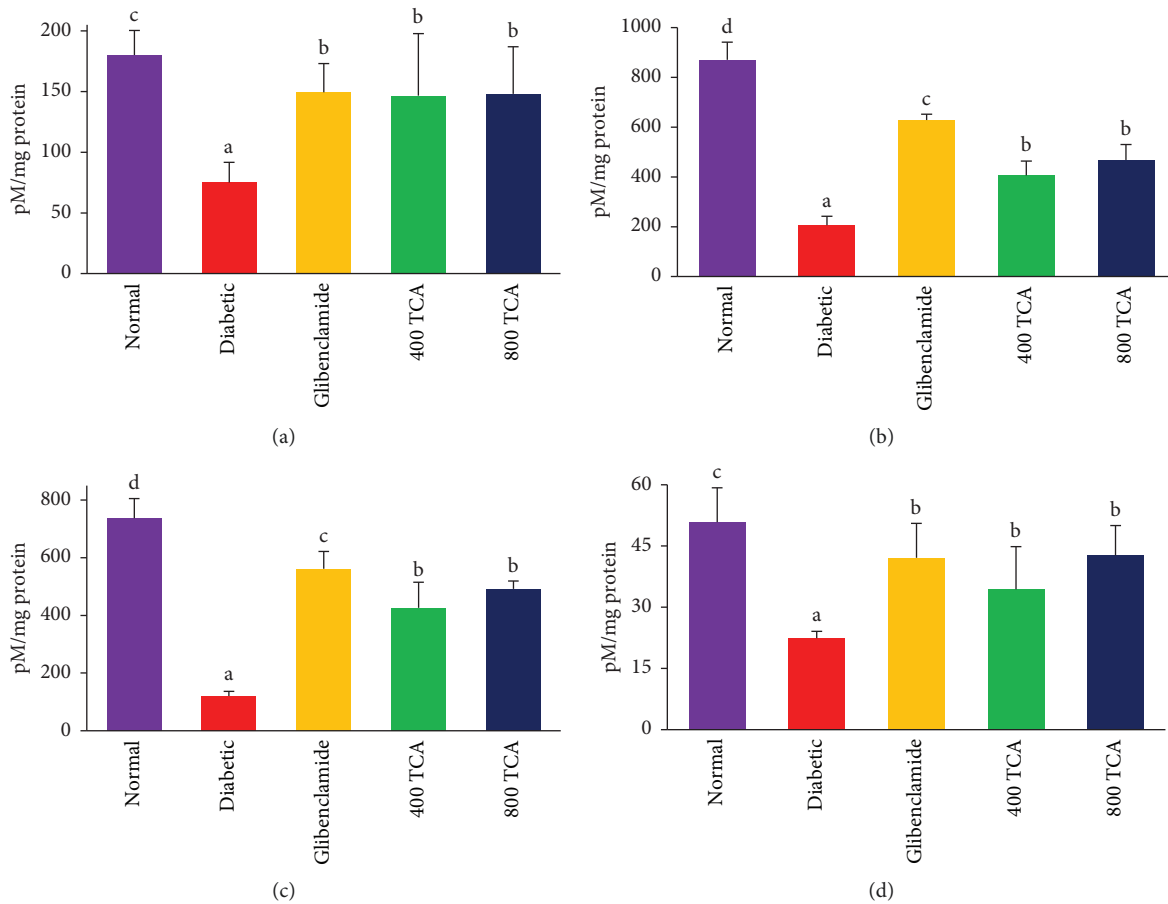 200
150
100
50
0
pM/mg protein
c
a
b
b
b
Normal
Diabetic
Glibenclamide
400 TCA
800 TCA
(a)
1000
800
600
400
200
0
pM/mg protein
d
a
c
b
b
Normal
Diabetic
Glibenclamide
400 TCA
800 TCA
(b)
800
600
400
200
0
pM/mg protein
d
a
c
b
b
Normal
Diabetic
Glibenclamide
400 TCA
800 TCA
(c)
60
45
30
15
0
pM/mg protein
c
a
b
b
b
Normal
Diabetic
Glibenclamide
400 TCA
800 TCA
(d)